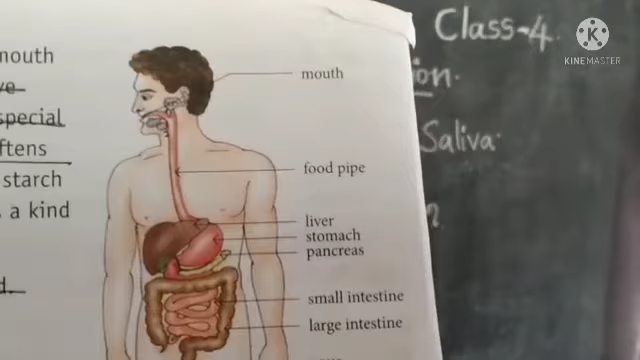 mouth
ve
special
ftens
starch
a kind
d.
mouth
food pipe
liver
stomach
pancreas
small intestine
large intestine
Class-4
ion.
Saliva
KINEMASTER